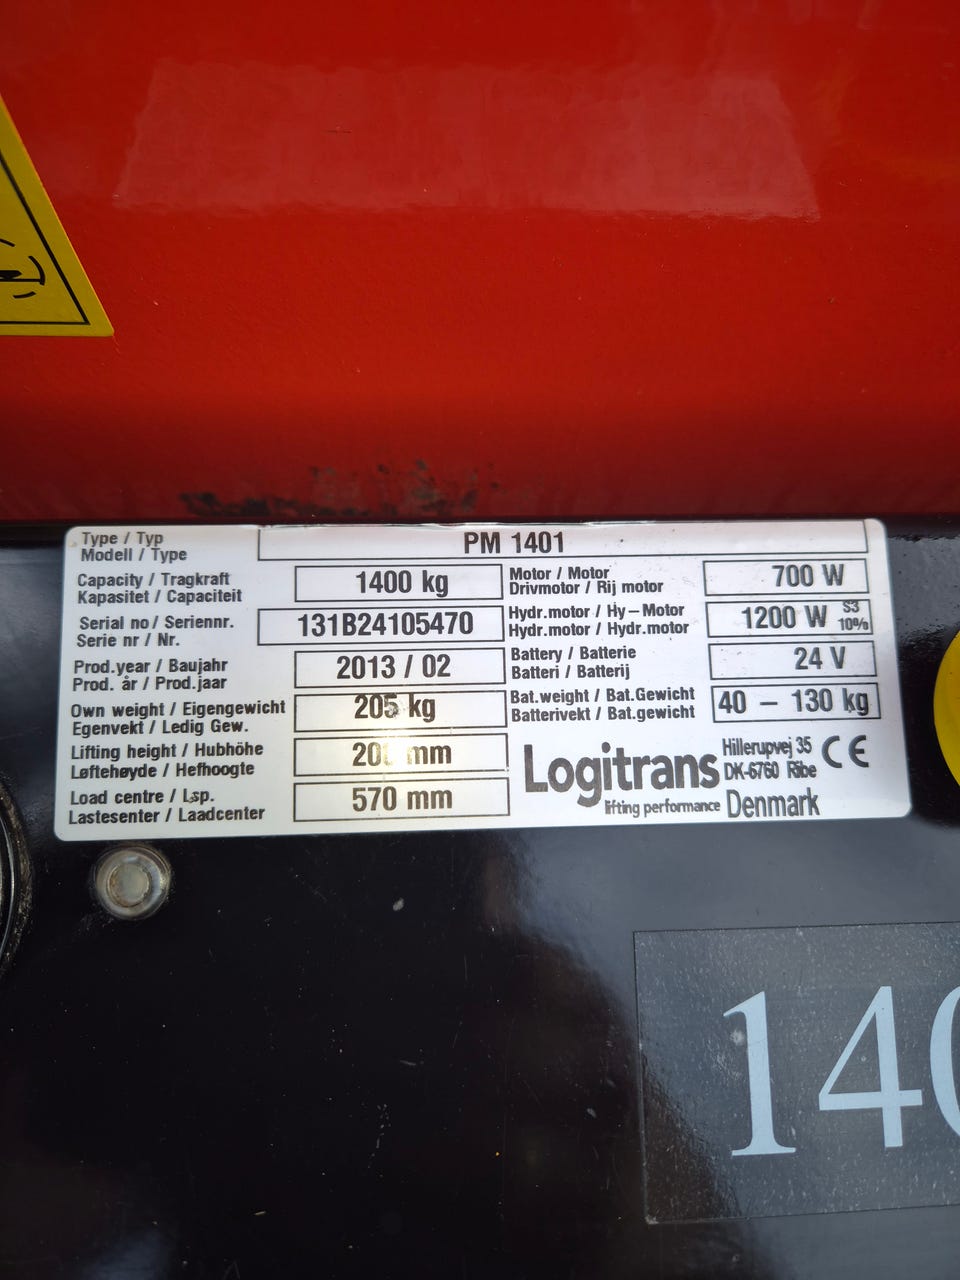 Type / Typ
Modell / Type
PM 1401
Capacity / Tragkraft
Kapasitet / Capaciteit
1400 kg
Serial no / Seriennr.
Serie nr / Nr.
131B24105470
Prod.year / Baujahr
Prod. år / Prod.jaar
2013 / 02
Own weight / Eigengewicht
Egenvekt / Ledig Gew.
205 kg
Lifting height / Hubhöhe
Løftehøyde / Hefhoogte
mm
Load centre / Lsp.
Lastesenter / Laadcenter
570 mm
Motor / Motor
Drivmotor / Rij motor
700 W
Hydr.motor / Hy-Motor
Hydr.motor / Hydr.motor
1200 W S3 10%
Battery / Batterie
Batteri / Batterij
24 V
Bat.weight / Bat.Gewicht
Batterivekt / Bat.gewicht
40 – 130 kg
Logitrans
lifting performance
Hillerupvej 35
DK-6760 Ribe
Denmark
CE
140